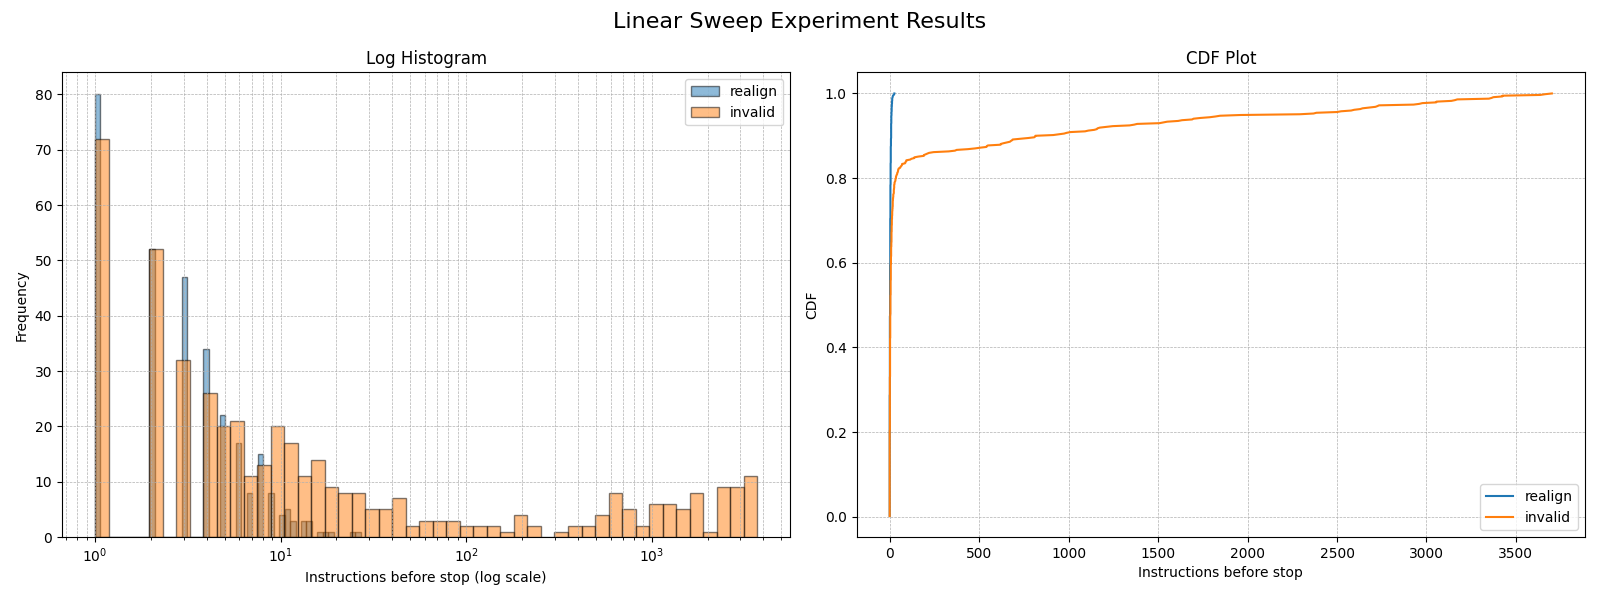 Linear Sweep Experiment Results
Log Histogram
Frequency
80
70
60
50
40
30
20
10
0
10⁰
10¹
10²
10³
Instructions before stop (log scale)
realign
invalid
CDF Plot
CDF
1.0
0.8
0.6
0.4
0.2
0.0
0
500
1000
1500
2000
2500
3000
3500
Instructions before stop
realign
invalid